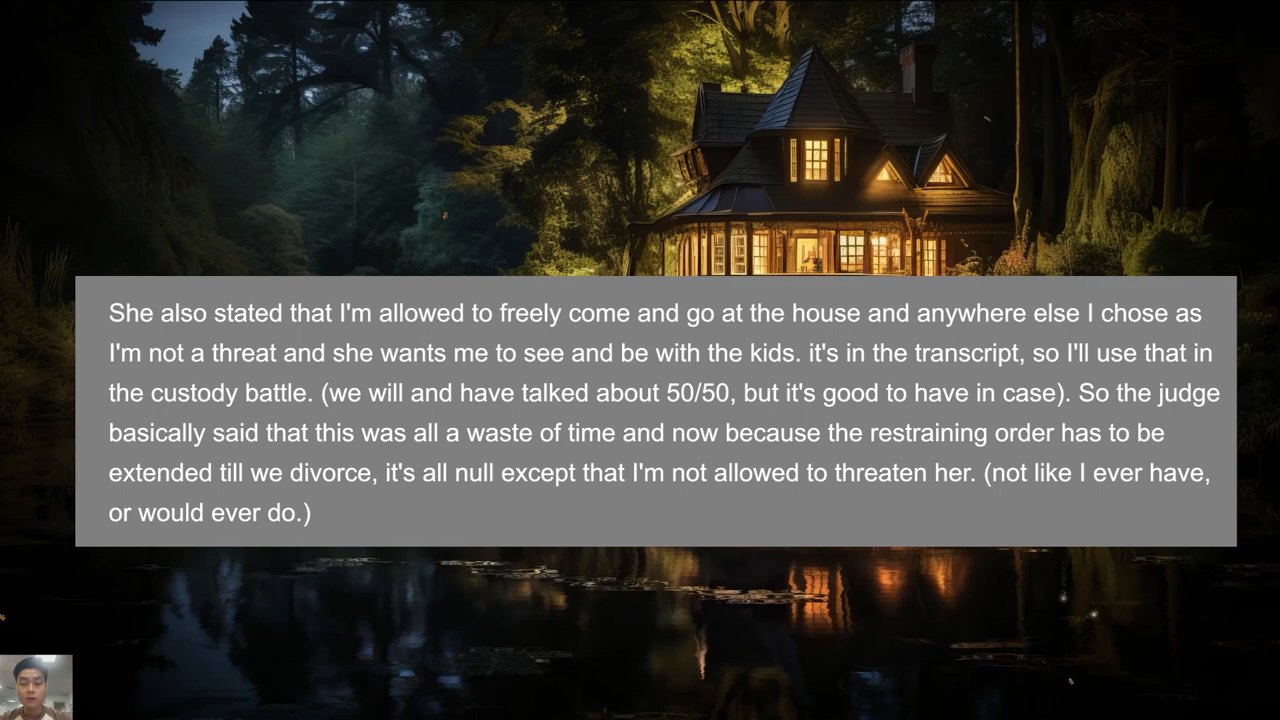 She also stated that I'm allowed to freely come and go at the house and anywhere else I chose as
I'm not a threat and she wants me to see and be with the kids. it's in the transcript, so I'll use that in
the custody battle. (we will and have talked about 50/50, but it's good to have in case). So the judge
basically said that this was all a waste of time and now because the restraining order has to be
extended till we divorce, it's all null except that I'm not allowed to threaten her. (not like I ever have,
or would ever do.)